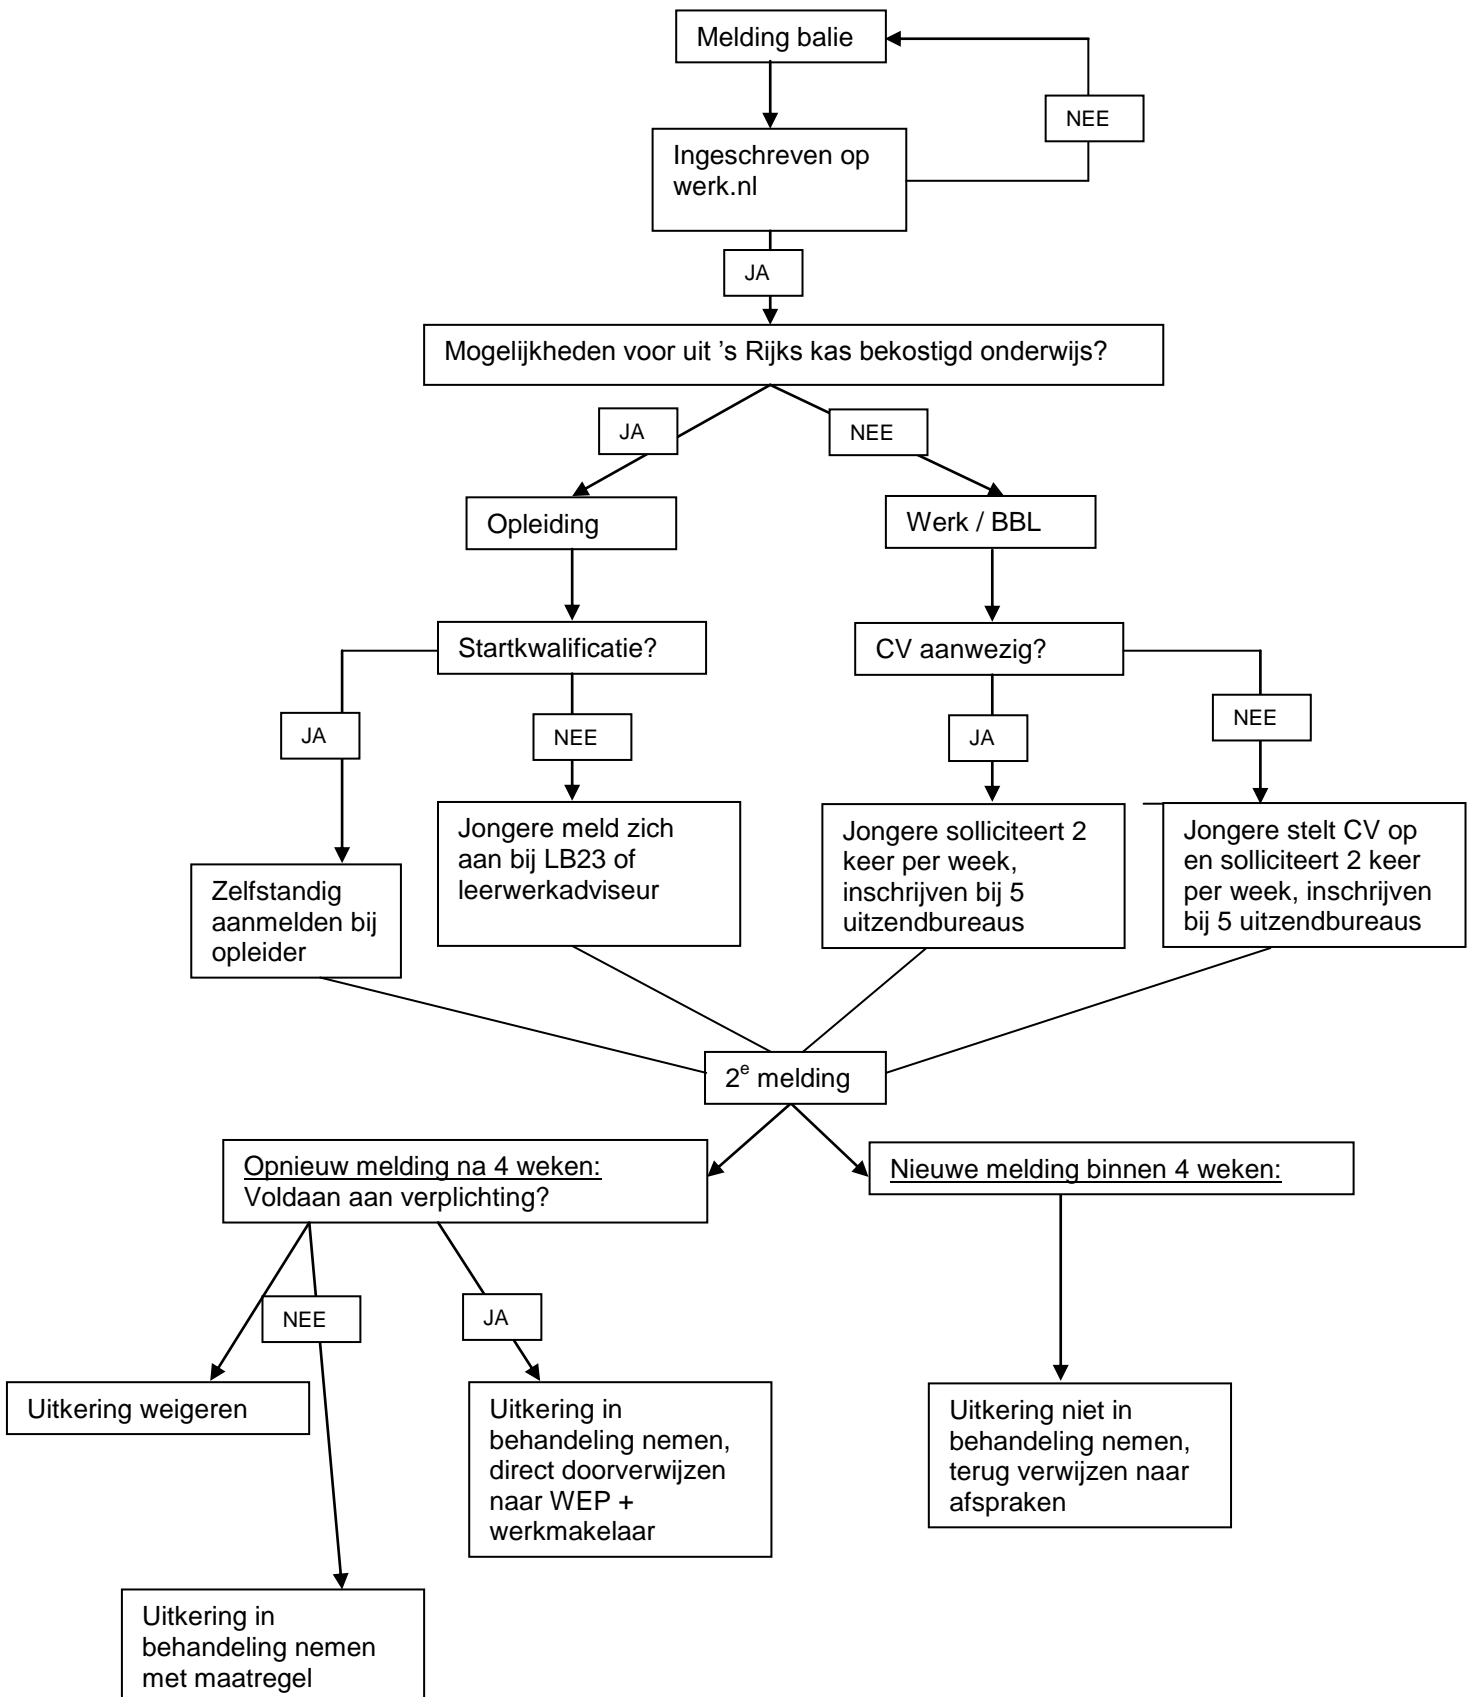 Melding balie
NEE
Ingeschreven op
werk.nl
JA
Mogelijkheden voor uit ’s Rijks kas bekostigd onderwijs?
JA
NEE
Opleiding
Werk / BBL
Startkwalificatie?
CV aanwezig?
JA
NEE
JA
NEE
Zelfstandig
aanmelden bij
opleider
Jongere meld zich
aan bij LB23 of
leerwerkadviseur
Jongere solliciteert 2
keer per week,
inschrijven bij 5
uitzendbureaus
Jongere stelt CV op
en solliciteert 2 keer
per week, inschrijven
bij 5 uitzendbureaus
2e melding
Opnieuw melding na 4 weken:
Voldaan aan verplichting?
Nieuwe melding binnen 4 weken:
NEE
JA
Uitkering weigeren
Uitkering in
behandeling nemen,
direct doorverwijzen
naar WEP +
werkmakelaar
Uitkering niet in
behandeling nemen,
terug verwijzen naar
afspraken
Uitkering in
behandeling nemen
met maatregel